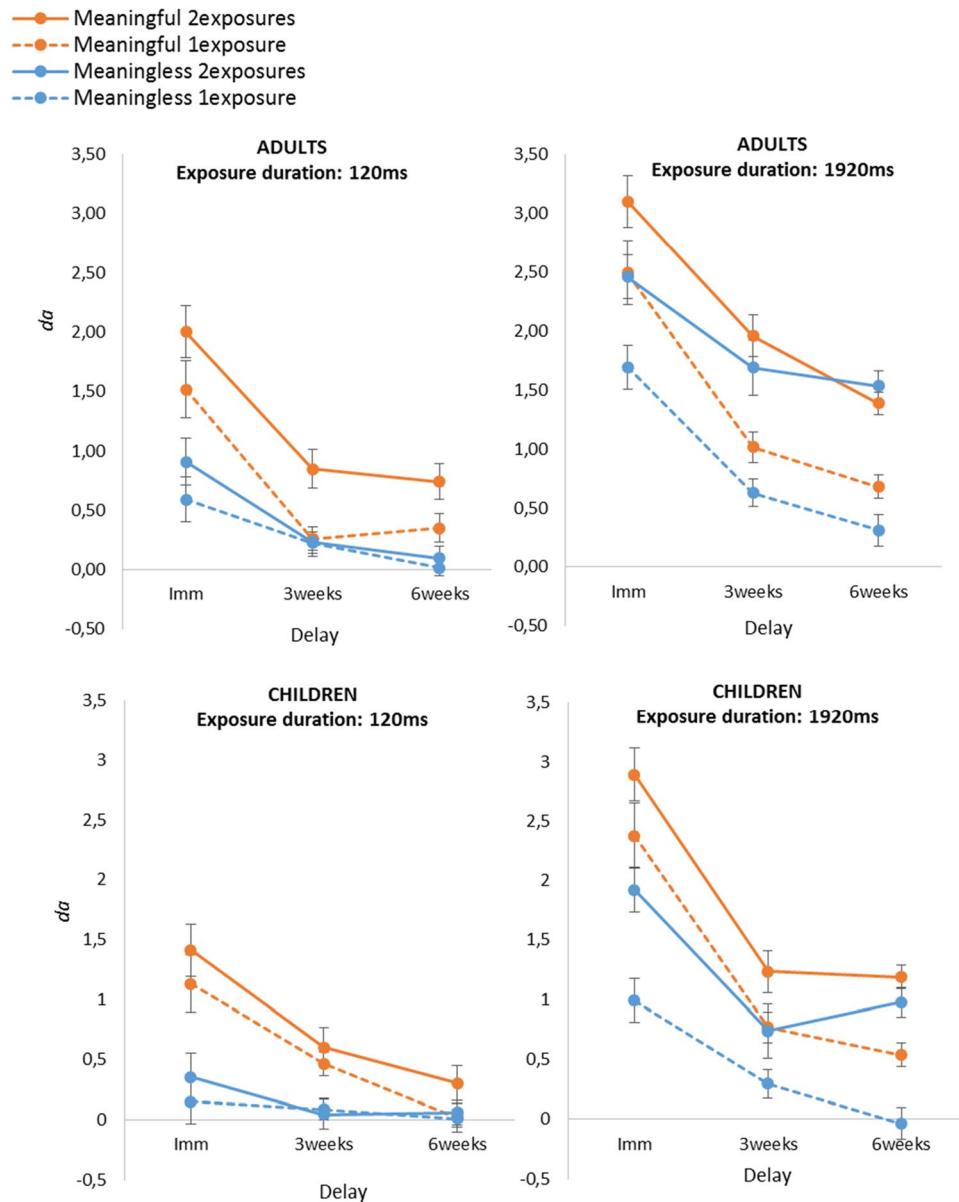 Meaningful 2exposures
Meaningful 1exposure
Meaningless 2exposures
Meaningless 1exposure
ADULTS
Exposure duration: 120ms
3,50
3,00
2,50
2,00
1,50
1,00
0,50
0,00
-0,50
da
Imm 3weeks 6weeks
Delay
ADULTS
Exposure duration: 1920ms
3,50
3,00
2,50
2,00
1,50
1,00
0,50
0,00
-0,50
Imm 3weeks 6weeks
Delay
CHILDREN
Exposure duration: 120ms
3,5
3
2,5
2
1,5
1
0,5
0
-0,5
da
Imm 3weeks 6weeks
Delay
CHILDREN
Exposure duration: 1920ms
3,5
3
2,5
2
1,5
1
0,5
0
-0,5
Imm 3weeks 6weeks
Delay